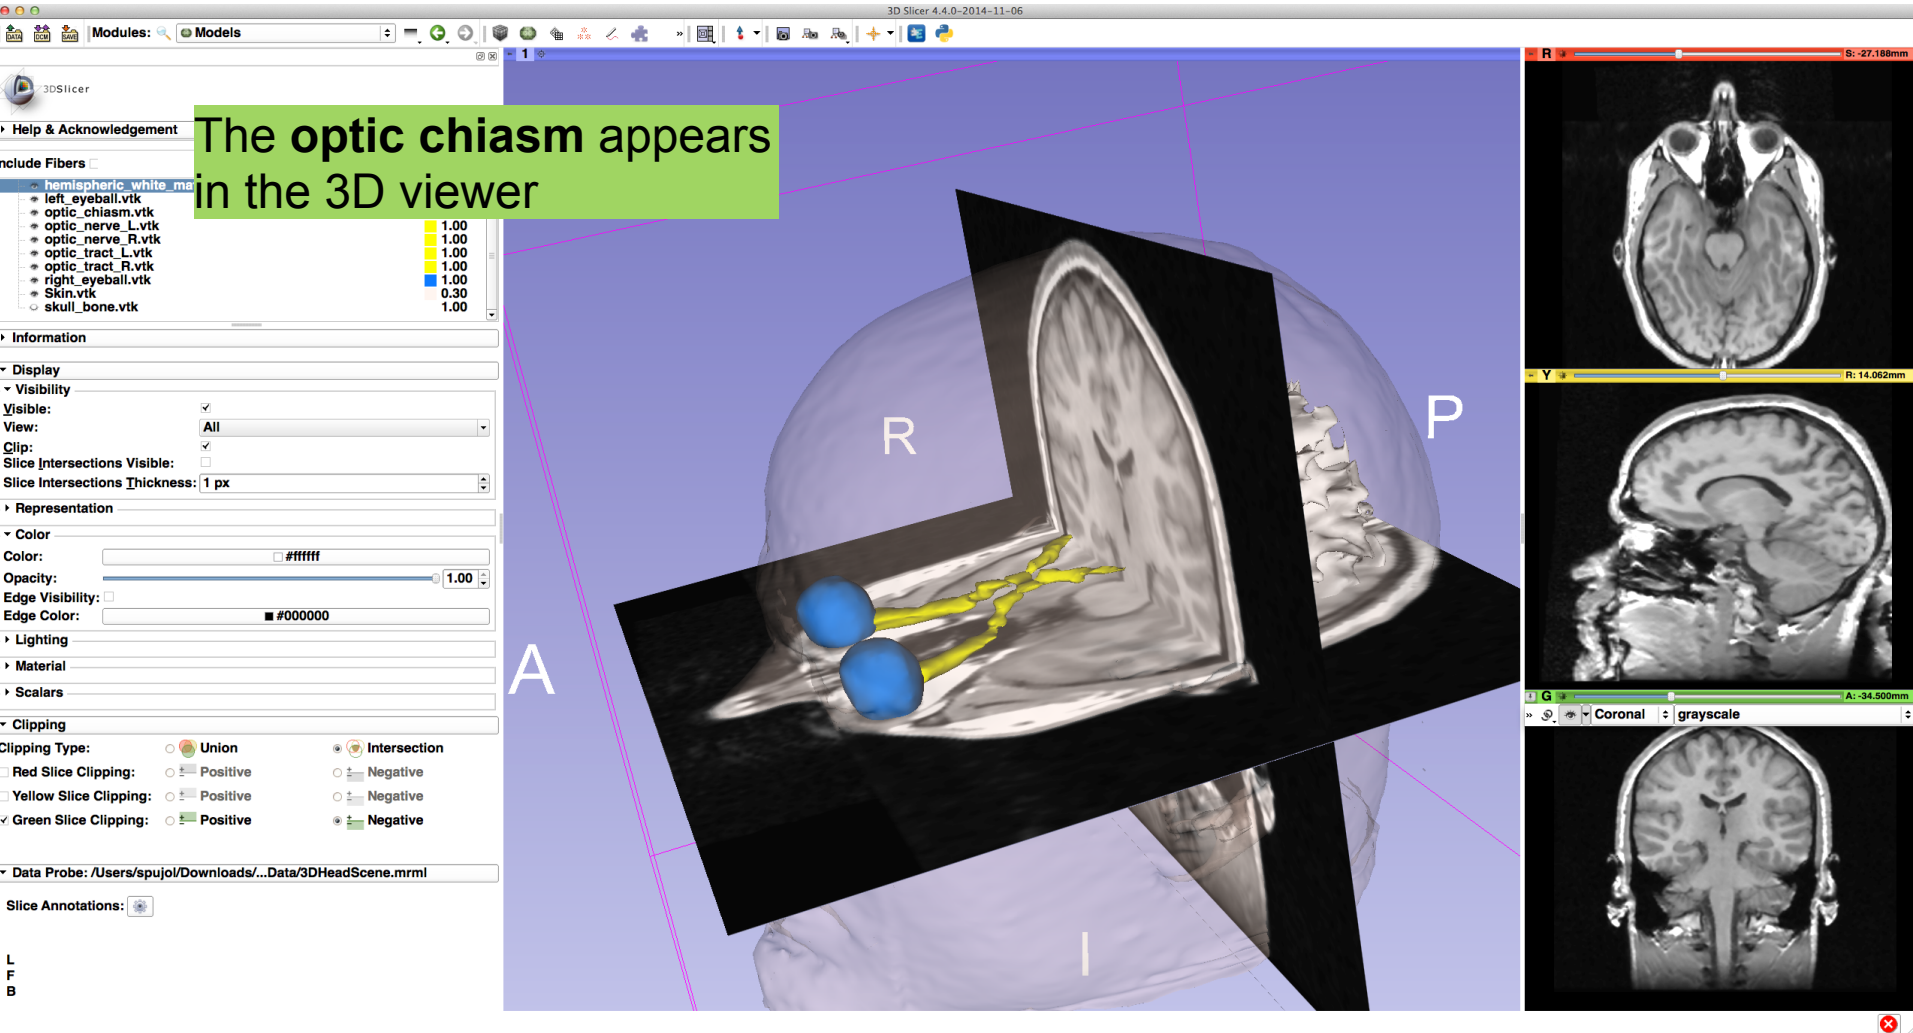 3D Slicer 4.4.0-2014-11-06
DATA DCM SAVE Modules: Models
1
3DSlicer
Help & Acknowledgement
The optic chiasm appears
in the 3D viewer
nclude Fibers
hemispheric_white_ma
left_eyeball.vtk
optic_chiasm.vtk
optic_nerve_L.vtk 1.00
optic_nerve_R.vtk 1.00
optic_tract_L.vtk 1.00
optic_tract_R.vtk 1.00
right_eyeball.vtk 1.00
Skin.vtk 0.30
skull_bone.vtk 1.00
Information
Display
Visibility
Visible:
View: All
Clip:
Slice Intersections Visible:
Slice Intersections Thickness: 1 px
Representation
Color
Color: #ffffff
Opacity: 1.00
Edge Visibility:
Edge Color: #000000
Lighting
Material
Scalars
Clipping
Clipping Type: Union Intersection
Red Slice Clipping: Positive Negative
Yellow Slice Clipping: Positive Negative
Green Slice Clipping: Positive Negative
Data Probe: /Users/spujol/Downloads/...Data/3DHeadScene.mrml
Slice Annotations:
L
F
B
R
P
A
I
R S: -27.188mm
Y R: 14.062mm
G A: -34.500mm
Coronal grayscale